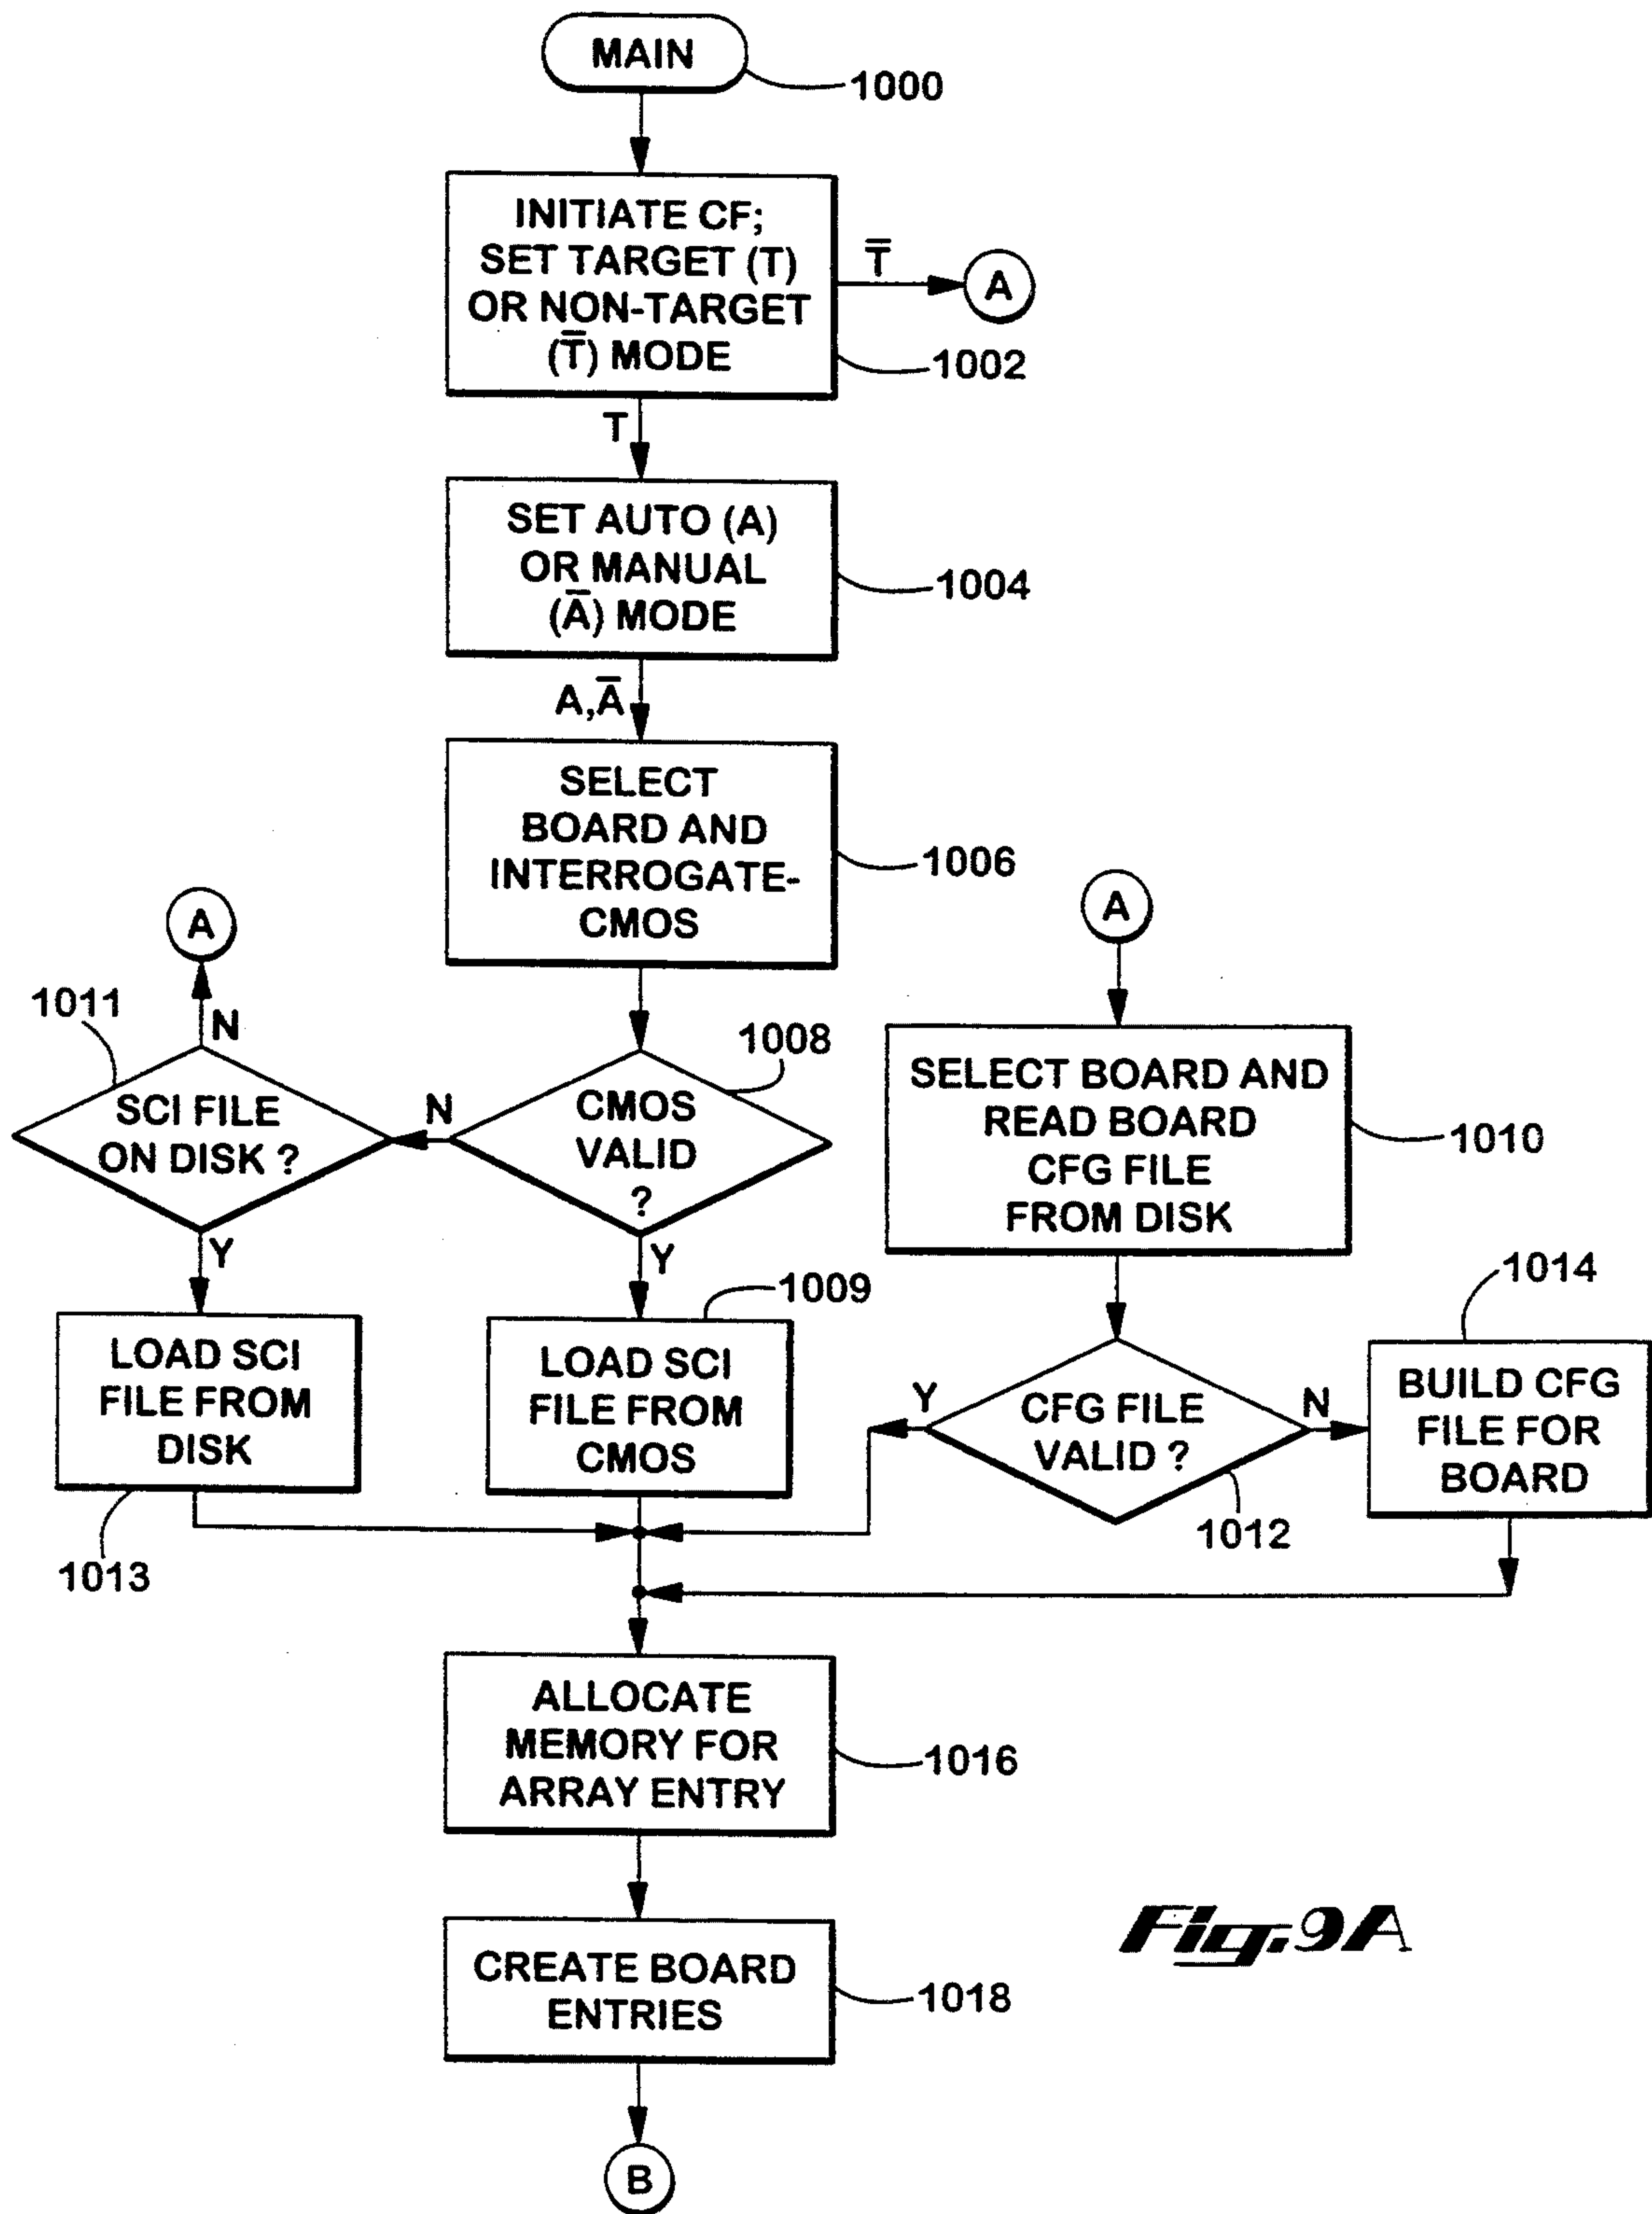 MAIN
1000
INITIATE CF;
SET TARGET (T)
OR NON-TARGET
(T̅) MODE
T̅
A
1002
T
SET AUTO (A)
OR MANUAL
(A̅) MODE
1004
A,A̅
SELECT
BOARD AND
INTERROGATE-
CMOS
1006
A
A
1011
N
SCI FILE
ON DISK ?
N
1008
CMOS
VALID
?
SELECT BOARD AND
READ BOARD
CFG FILE
FROM DISK
1010
Y
Y
1009
1014
LOAD SCI
FILE FROM
DISK
1013
LOAD SCI
FILE FROM
CMOS
Y
CFG FILE
VALID ?
N
1012
BUILD CFG
FILE FOR
BOARD
ALLOCATE
MEMORY FOR
ARRAY ENTRY
1016
CREATE BOARD
ENTRIES
1018
Fig. 9A
B